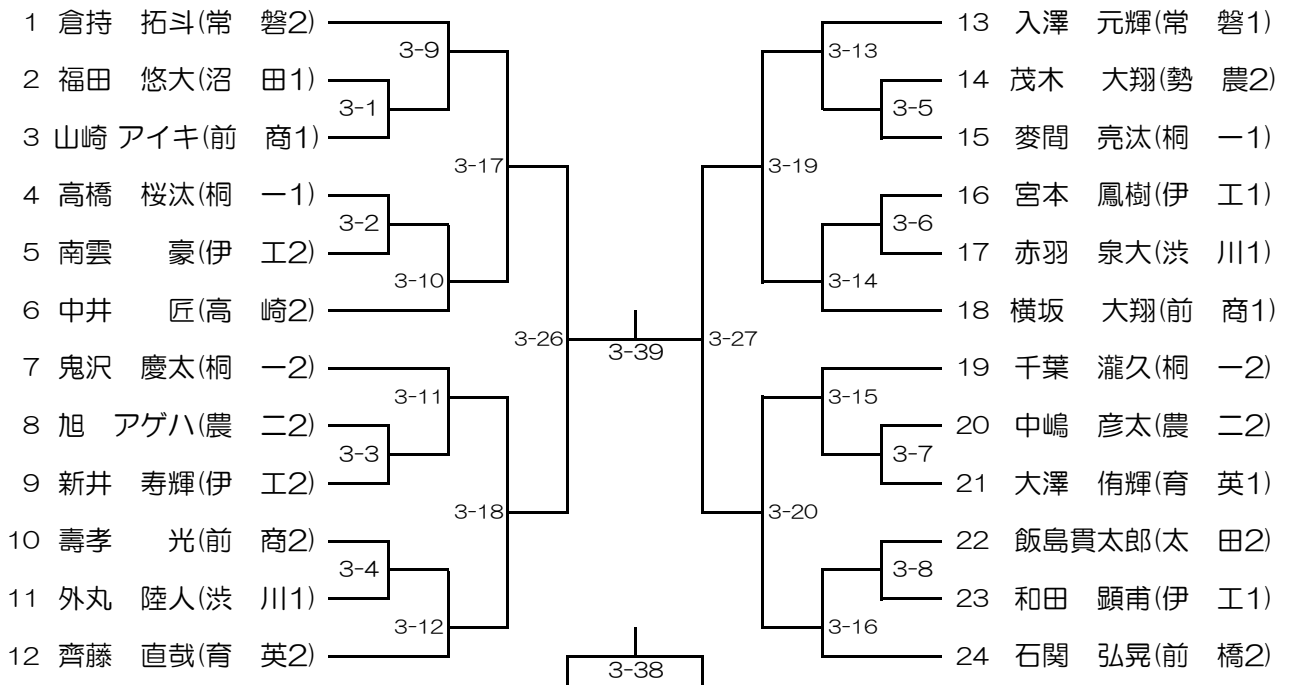 1 倉持 拓斗(常 磐2)
2 福田 悠大(沼 田1)
3 山崎 アイキ(前 商1)
4 高橋 桜汰(桐 一1)
5 南雲 豪(伊 工2)
6 中井 匠(高 崎2)
7 鬼沢 慶太(桐 一2)
8 旭 アゲハ(農 二2)
9 新井 寿輝(伊 工2)
10 壽孝 光(前 商2)
11 外丸 陸人(渋 川1)
12 齊藤 直哉(育 英2)
3-9
3-1
3-17
3-2
3-10
3-26
3-11
3-3
3-18
3-4
3-12
3-39
3-38
3-27
3-13
3-5
3-19
3-6
3-14
3-15
3-7
3-20
3-8
3-16
13 入澤 元輝(常 磐1)
14 茂木 大翔(勢 農2)
15 麥間 亮汰(桐 一1)
16 宮本 鳳樹(伊 工1)
17 赤羽 泉大(渋 川1)
18 横坂 大翔(前 商1)
19 千葉 瀧久(桐 一2)
20 中嶋 彦太(農 二2)
21 大澤 侑輝(育 英1)
22 飯島貫太郎(太 田2)
23 和田 顕甫(伊 工1)
24 石関 弘晃(前 橋2)